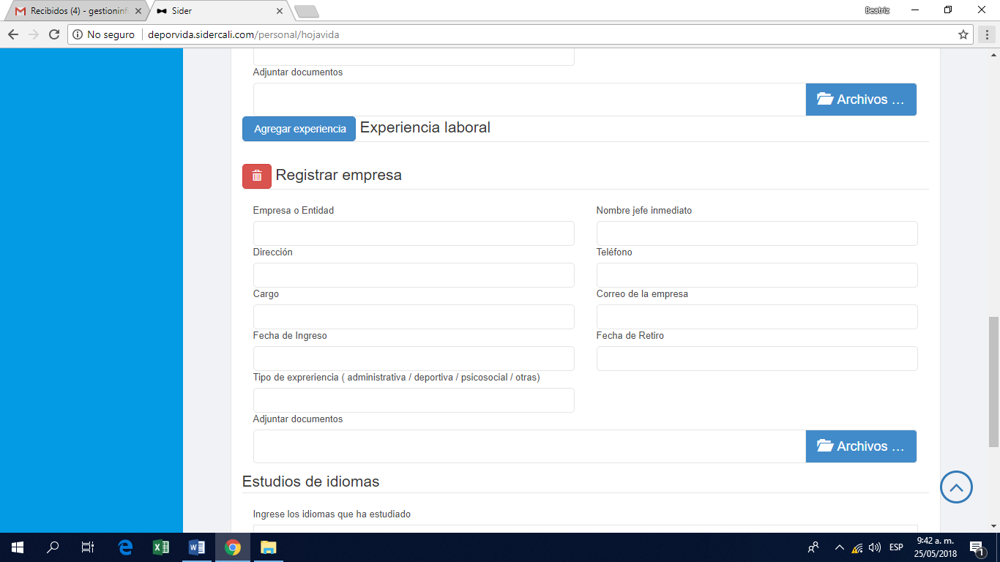 Recibidos (4) - gestioninf
Sider
Beatriz
No seguro
deporvida.sidercali.com/personal/hojavida
Adjuntar documentos
Archivos ...
Agregar experiencia
Experiencia laboral
Registrar empresa
Empresa o Entidad
Nombre jefe inmediato
Dirección
Teléfono
Cargo
Correo de la empresa
Fecha de Ingreso
Fecha de Retiro
Tipo de expreriencia ( administrativa / deportiva / psicosocial / otras)
Adjuntar documentos
Archivos ...
Estudios de idiomas
Ingrese los idiomas que ha estudiado
ESP
9:42 a. m.
25/05/2018
1